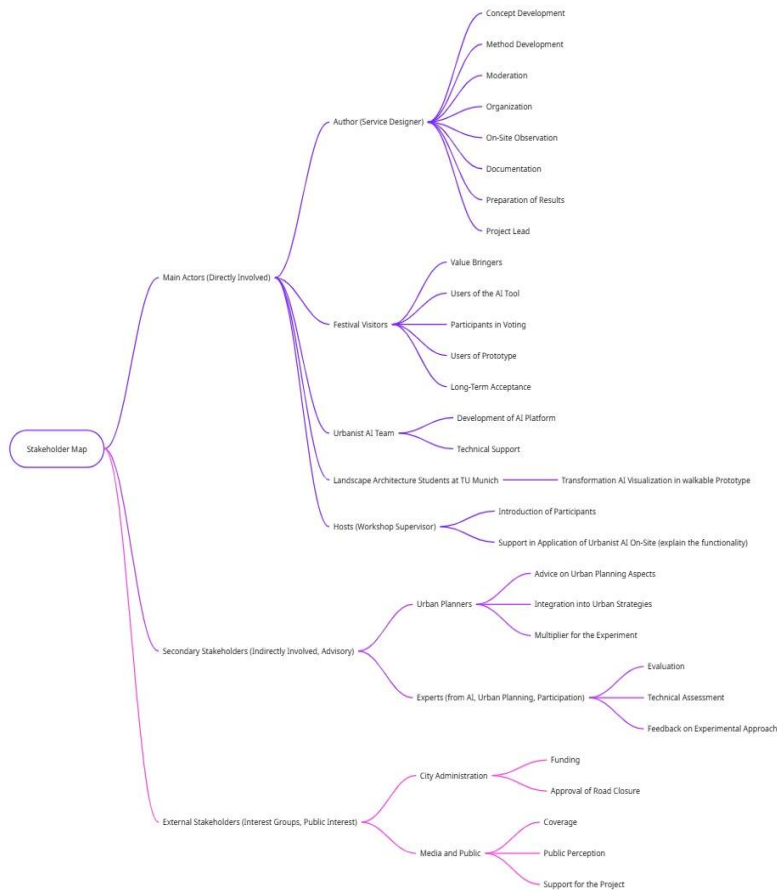 Stakeholder Map
Main Actors (Directly Involved)
Author (Service Designer)
Concept Development
Method Development
Moderation
Organization
On-Site Observation
Documentation
Preparation of Results
Project Lead
Festival Visitors
Value Bringers
Users of the AI Tool
Participants in Voting
Users of Prototype
Long-Term Acceptance
Urbanist AI Team
Development of AI Platform
Technical Support
Landscape Architecture Students at TU Munich
Transformation AI Visualization in walkable Prototype
Hosts (Workshop Supervisor)
Introduction of Participants
Support in Application of Urbanist AI On-Site (explain the functionality)
Secondary Stakeholders (Indirectly Involved, Advisory)
Urban Planners
Advice on Urban Planning Aspects
Integration into Urban Strategies
Multiplier for the Experiment
Experts (from AI, Urban Planning, Participation)
Evaluation
Technical Assessment
Feedback on Experimental Approach
External Stakeholders (Interest Groups, Public Interest)
City Administration
Funding
Approval of Road Closure
Media and Public
Coverage
Public Perception
Support for the Project